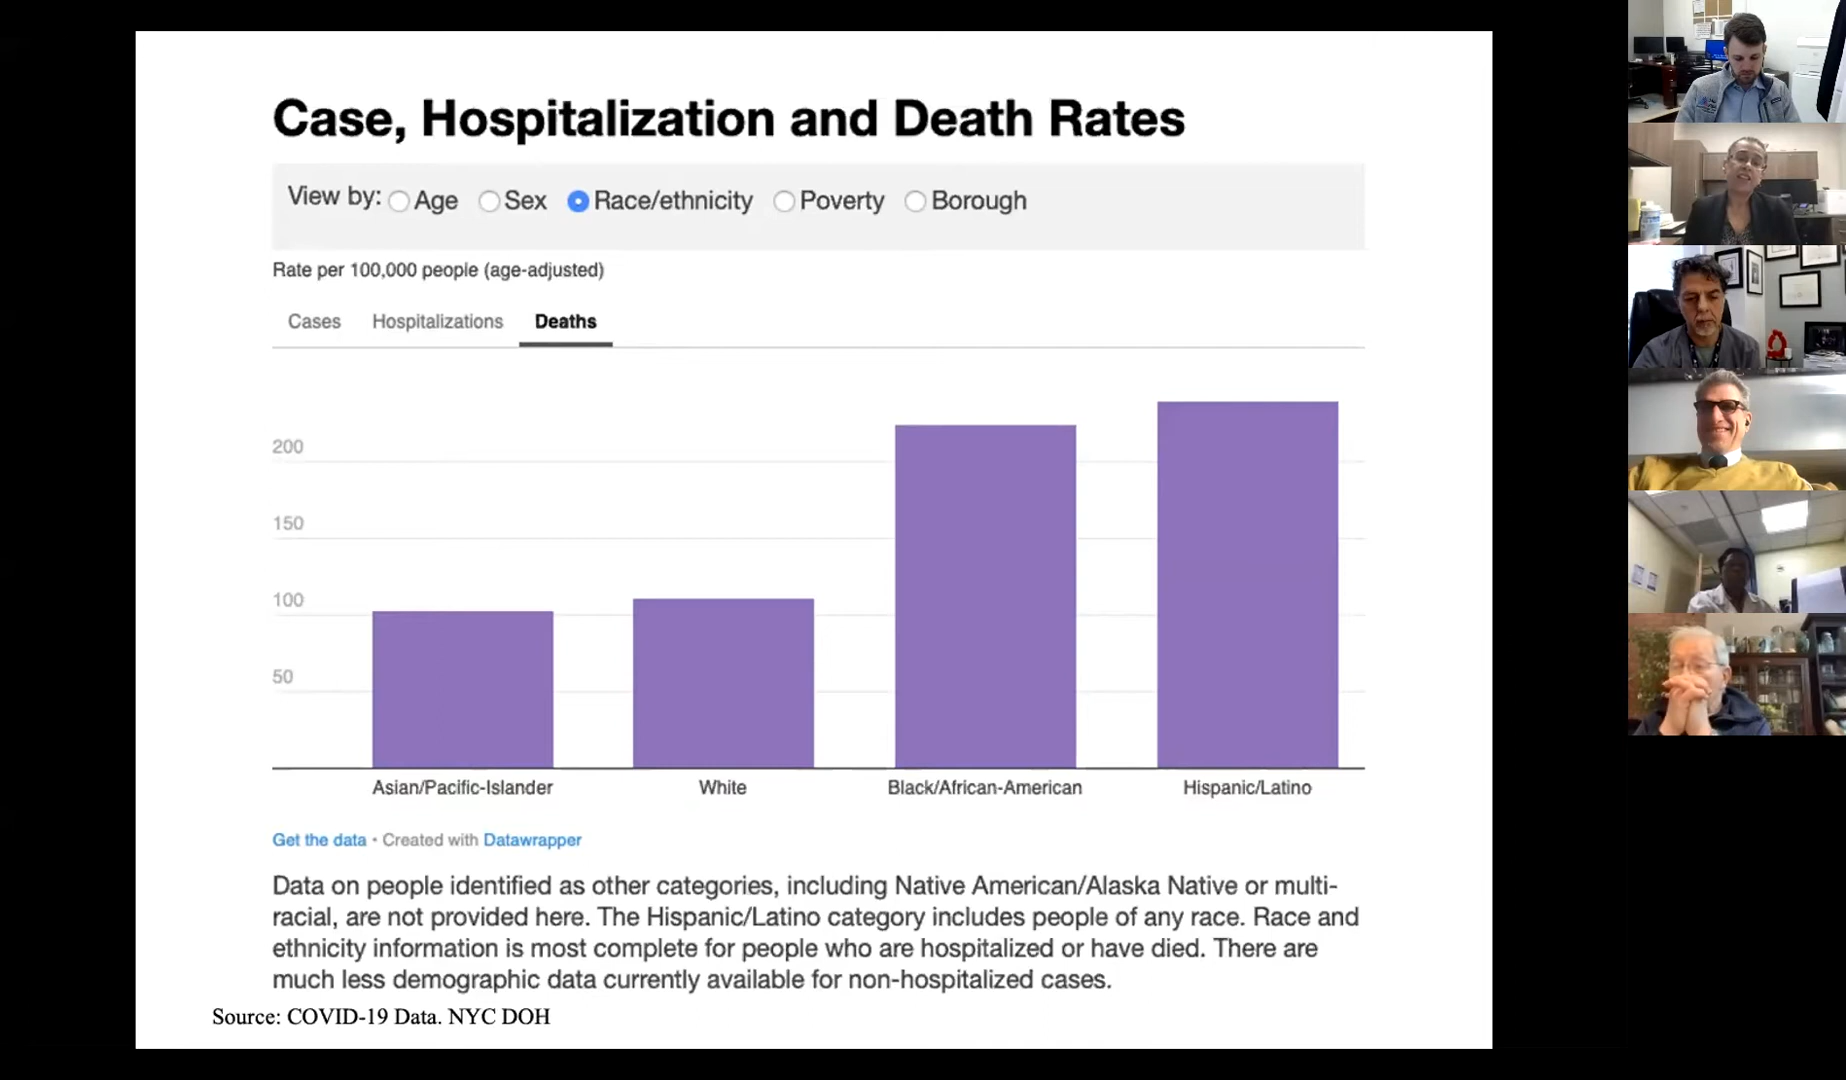 Case, Hospitalization and Death Rates
View by: Age Sex Race/ethnicity Poverty Borough
Rate per 100,000 people (age-adjusted)
Cases Hospitalizations Deaths
200
150
100
50
Asian/Pacific-Islander White Black/African-American Hispanic/Latino
Get the data • Created with Datawrapper
Data on people identified as other categories, including Native American/Alaska Native or multi-
racial, are not provided here. The Hispanic/Latino category includes people of any race. Race and
ethnicity information is most complete for people who are hospitalized or have died. There are
much less demographic data currently available for non-hospitalized cases.
Source: COVID-19 Data. NYC DOH